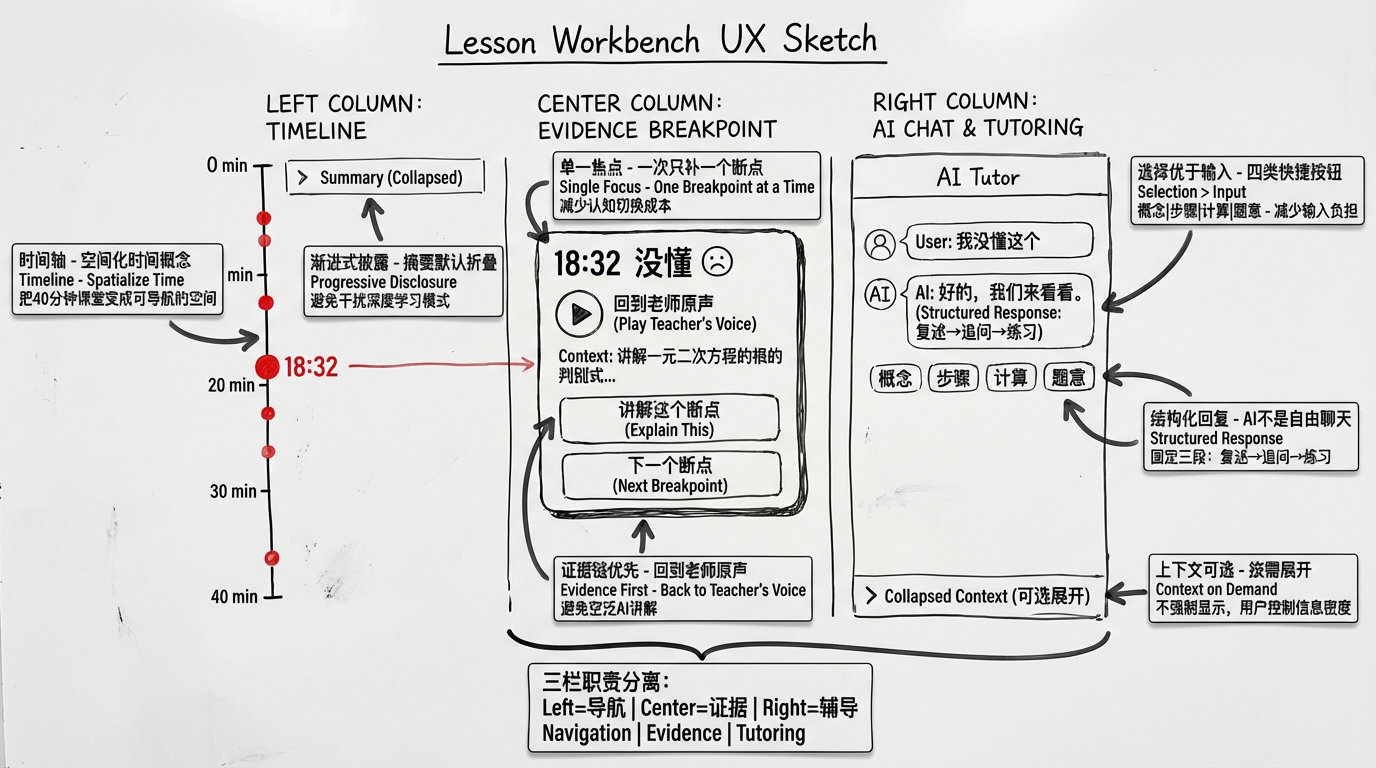 Lesson Workbench UX Sketch
LEFT COLUMN:
TIMELINE
0 min
min
18:32
20 min
30 min
40 min
Summary (Collapsed)
时间轴 - 空间化时间概念
Timeline - Spatialize Time
把40分钟课堂变成可导航的空间
渐进式披露 - 摘要默认折叠
Progressive Disclosure
避免干扰深度学习模式
CENTER COLUMN:
EVIDENCE BREAKPOINT
单一焦点 - 一次只补一个断点
Single Focus - One Breakpoint at a Time
减少认知切换成本
18:32 没懂
回到老师原声
(Play Teacher's Voice)
Context: 讲解一元二次方程的根的
判别式...
讲解这个断点
(Explain This)
下一个断点
(Next Breakpoint)
证据链优先 - 回到老师原声
Evidence First - Back to Teacher's Voice
避免空泛AI讲解
RIGHT COLUMN:
AI CHAT & TUTORING
AI Tutor
User: 我没懂这个
AI
AI: 好的，我们来看看。
(Structured Response:
复述→追问→练习)
概念 步骤 计算 题意
Collapsed Context (可选展开)
选择优于输入 - 四类快捷按钮
Selection > Input
概念|步骤|计算|题意 - 减少输入负担
结构化回复 - AI不是自由聊天
Structured Response
固定三段: 复述→追问→练习
上下文可选 - 按需展开
Context on Demand
不强制显示，用户控制信息密度
三栏职责分离:
Left=导航 | Center=证据 | Right=辅导
Navigation | Evidence | Tutoring